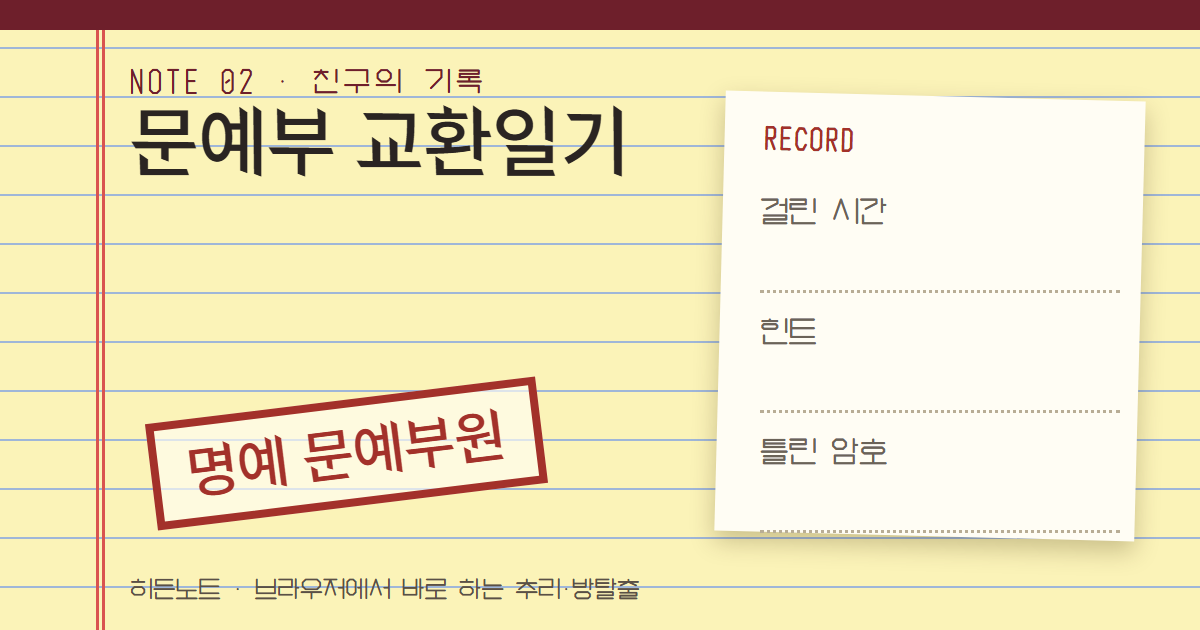 NOTE 02 · 친구의 기록
문예부 교환일기
RECORD
걸린 시간
힌트
틀린 암호
명예 문예부원
히든노트 · 브라우저에서 바로 하는 추리·방탈출